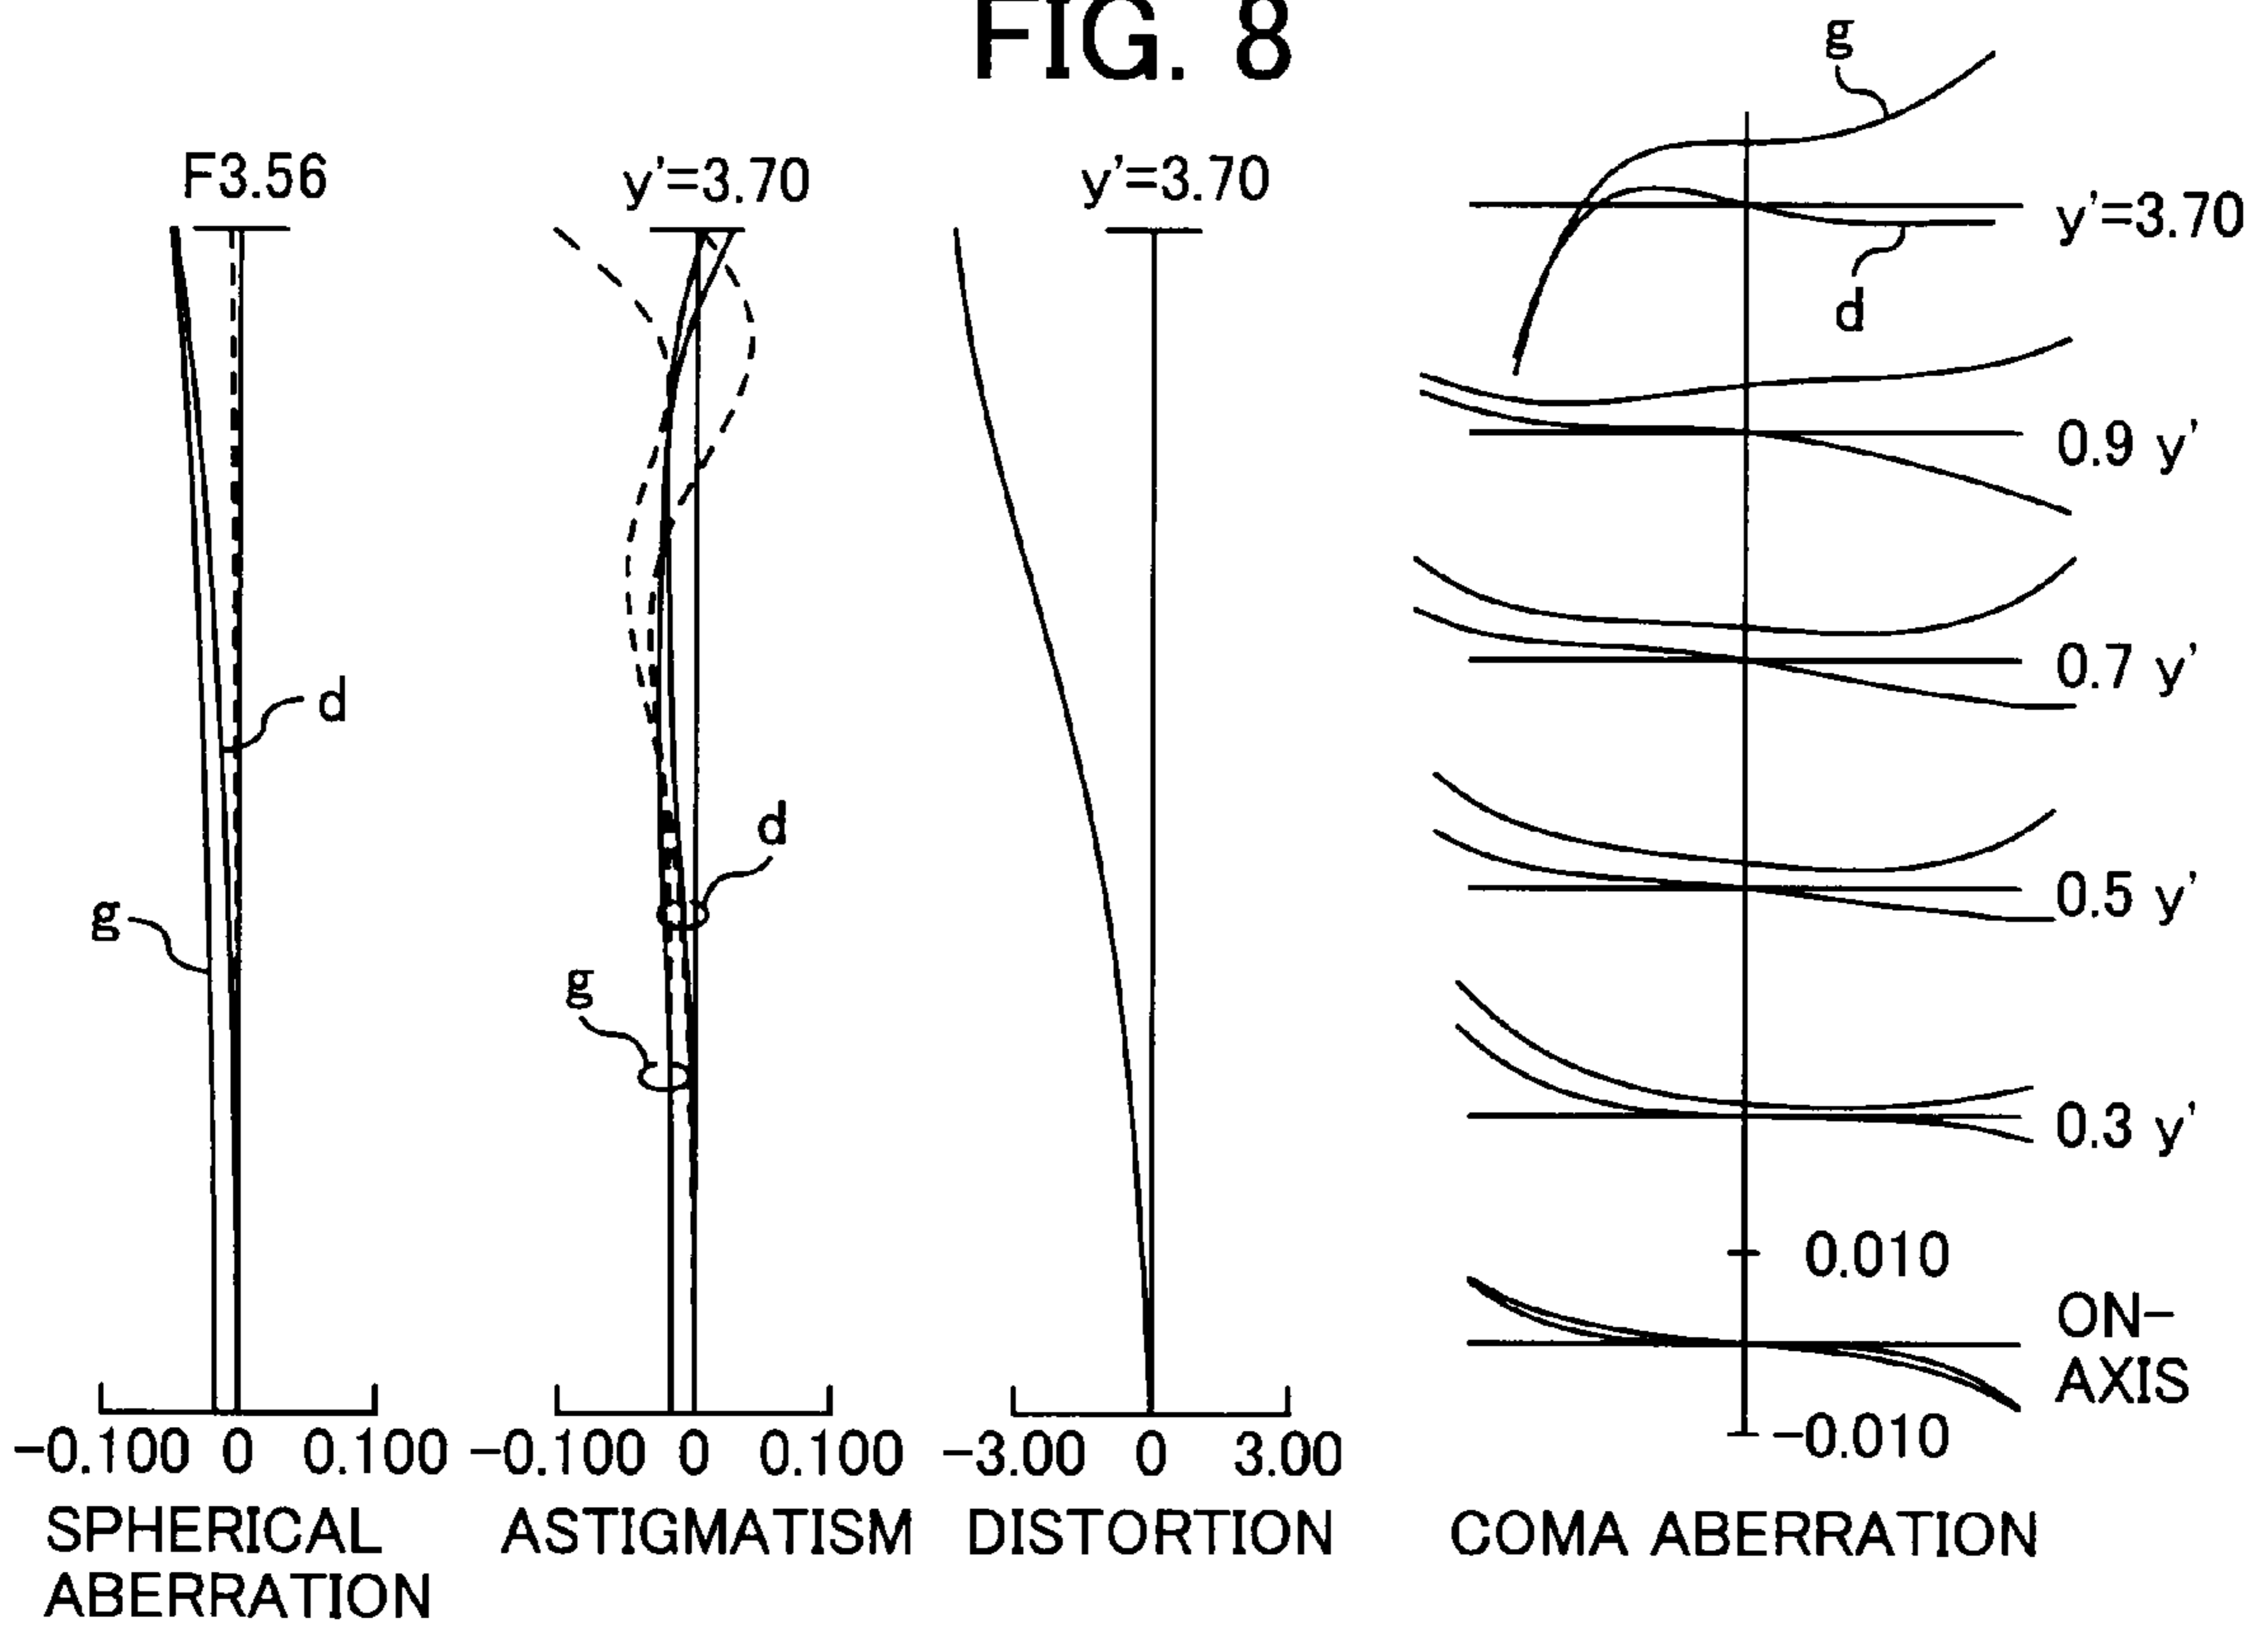 FIG. 8
F3.56
d
g
-0.100 0 0.100
SPHERICAL
ABERRATION
y'=3.70
d
g
-0.100 0 0.100
ASTIGMATISM
y'=3.70
-3.00 0 3.00
DISTORTION
g
y'=3.70
d
0.9 y'
0.7 y'
0.5 y'
0.3 y'
0.010
ON-
AXIS
-0.010
COMA ABERRATION